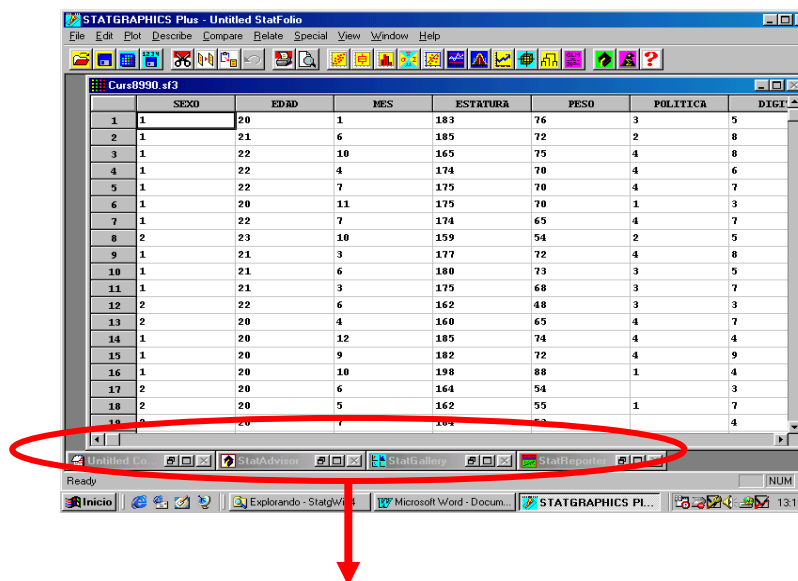 STATGRAPHICS Plus - Untitled StatFolio
File Edit Plot Describe Compare Relate Special View Window Help
Curs8990.sf3
SEXO EDAD MES ESTATURA PESO POLITICA DIGI
1 1 20 1 183 76 3 5
2 1 21 6 185 72 2 8
3 1 22 10 165 75 4 8
4 1 22 4 174 70 4 6
5 1 22 7 175 70 4 7
6 1 20 11 175 70 1 3
7 1 22 7 174 65 4 7
8 2 23 10 159 54 2 5
9 1 21 3 177 72 4 8
10 1 21 6 180 73 3 5
11 1 21 3 175 68 3 7
12 2 22 6 162 48 3 3
13 2 20 4 160 65 4 7
14 1 20 12 185 74 4 4
15 1 20 9 182 72 4 9
16 1 20 10 198 88 1 4
17 2 20 6 164 54 3
18 2 20 5 162 55 1 7
19 20 7 4
Untitled Co... StatAdvisor StatGallery StatReporter
Ready NUM
Inicio Explorando - StatgWi 4 Microsoft Word - Docum... STATGRAPHICS Pl... 13:1